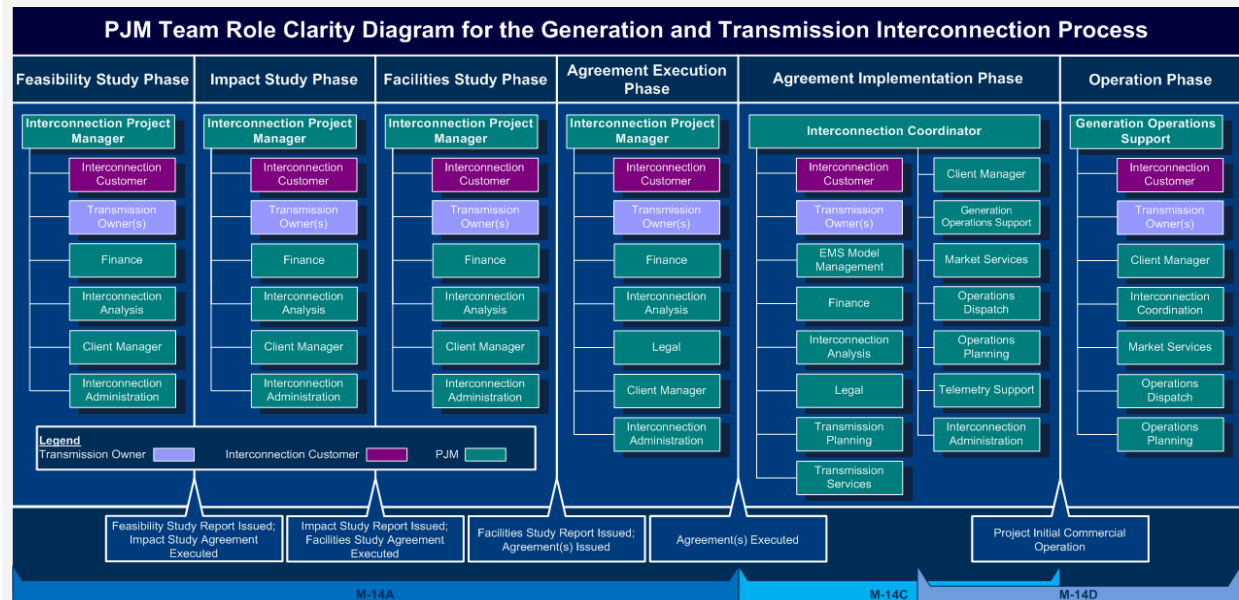 PJM Team Role Clarity Diagram for the Generation and Transmission Interconnection Process
Feasibility Study Phase
Impact Study Phase
Facilities Study Phase
Agreement Execution
Phase
Agreement Implementation Phase
Operation Phase
Interconnection Project
Manager
Interconnection
Customer
Transmission
Owner(s)
Finance
Interconnection
Analysis
Client Manager
Interconnection
Administration
Interconnection Project
Manager
Interconnection
Customer
Transmission
Owner(s)
Finance
Interconnection
Analysis
Client Manager
Interconnection
Administration
Interconnection Project
Manager
Interconnection
Customer
Transmission
Owner(s)
Finance
Interconnection
Analysis
Client Manager
Interconnection
Administration
Interconnection Project
Manager
Interconnection
Customer
Transmission
Owner(s)
Finance
Interconnection
Analysis
Legal
Client Manager
Interconnection
Administration
Interconnection Coordinator
Interconnection
Customer
Transmission
Owner(s)
EMS Model
Management
Finance
Interconnection
Analysis
Legal
Transmission
Planning
Transmission
Services
Client Manager
Generation
Operations Support
Market Services
Operations
Dispatch
Operations
Planning
Telemetry Support
Interconnection
Administration
Generation Operations
Support
Interconnection
Customer
Transmission
Owner(s)
Client Manager
Interconnection
Coordination
Market Services
Operations
Dispatch
Operations
Planning
Legend
Transmission Owner
Interconnection Customer
PJM
Feasibility Study Report Issued;
Impact Study Agreement
Executed
Impact Study Report Issued;
Facilities Study Agreement
Executed
Facilities Study Report Issued;
Agreement(s) Issued
Agreement(s) Executed
Project Initial Commercial
Operation
M-14A
M-14C
M-14D